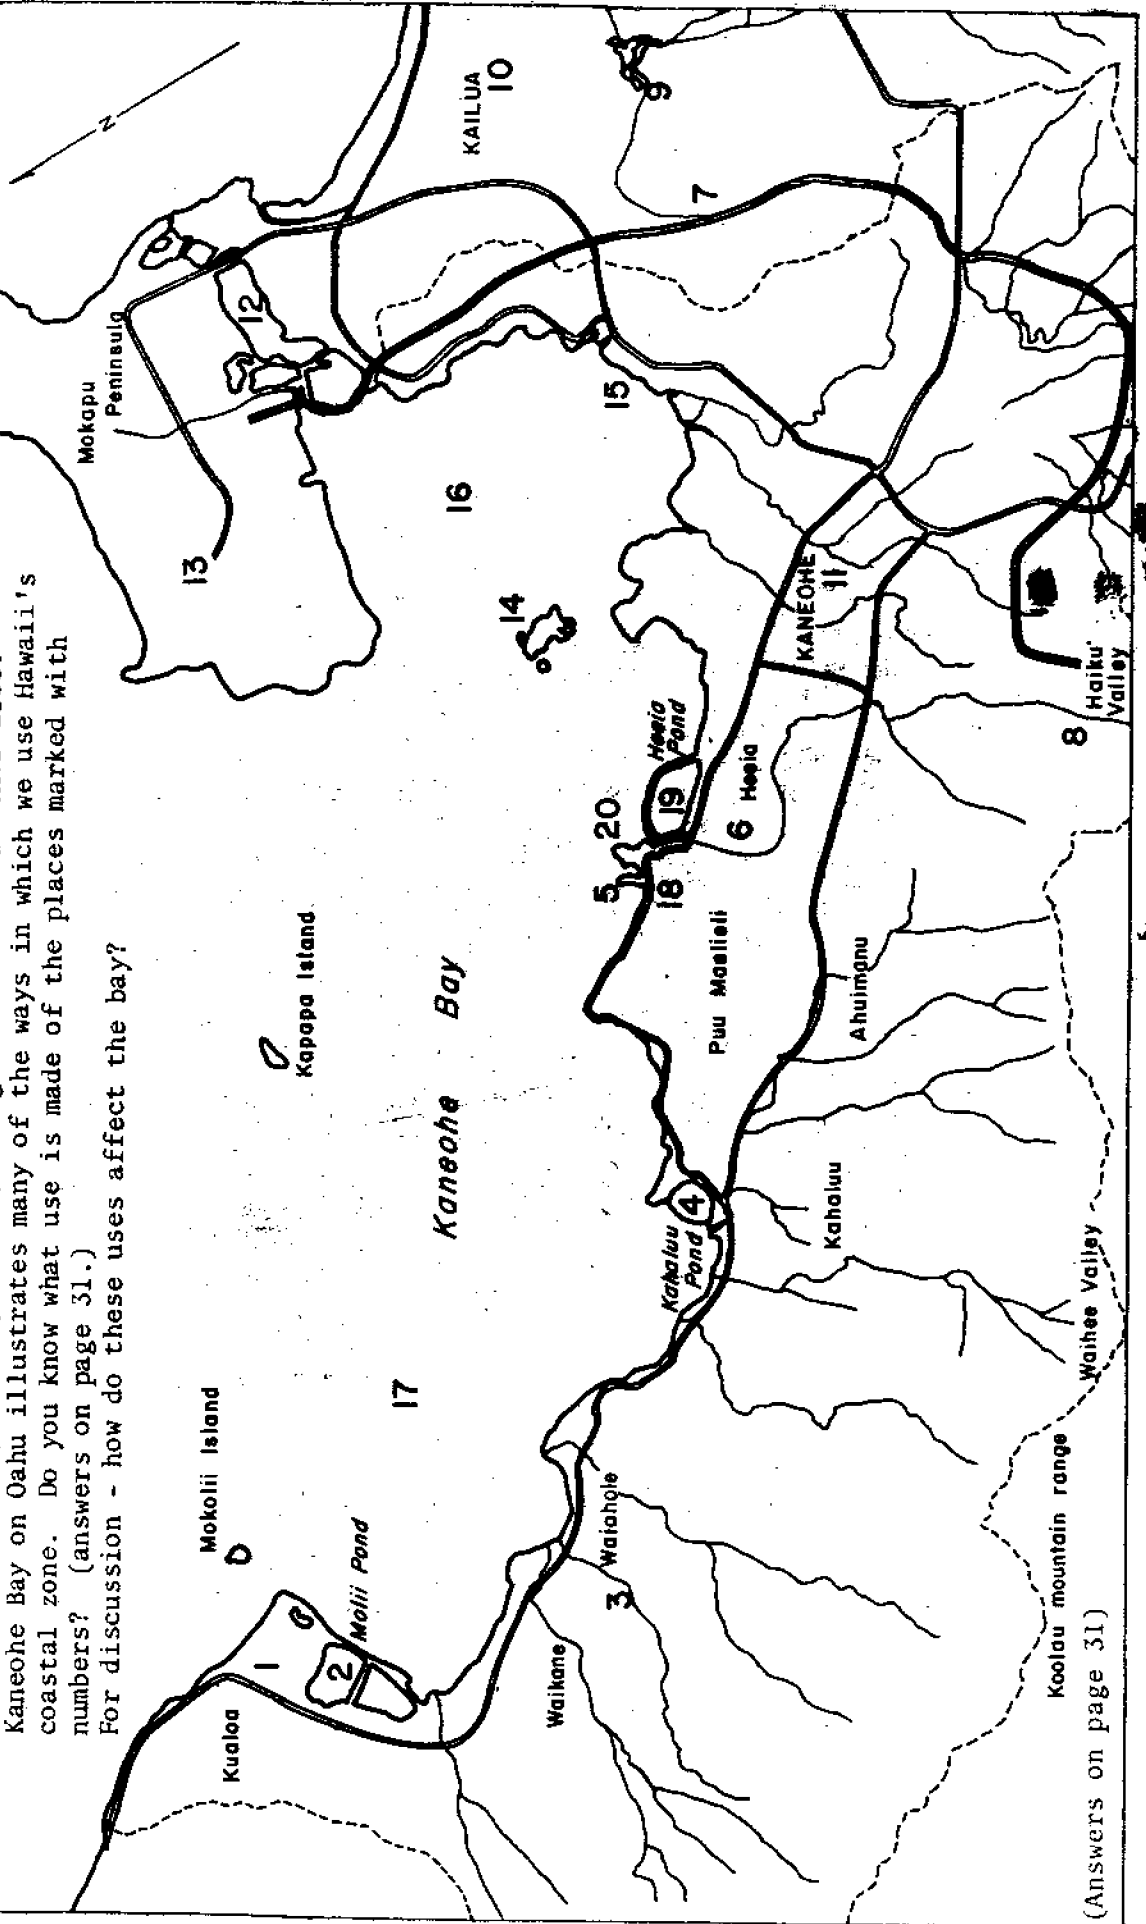 Kaneohe Bay on Oahu illustrates many of the ways in which we use Hawaii's
coastal zone. Do you know what use is made of the places marked with
numbers? (answers on page 31.)
For discussion - how do these uses affect the bay?
Kualoa
1
2
Molii Pond
Mokolii Island
Waikane
3
Waiahole
17
Kaneohe Bay
Kapapa Island
Kahaluu
Pond
4
Kahaluu
Waihee Valley
Koolau mountain range
Ahuimanu
Puu Maelieli
5
18
20
19
Heeia
Pond
6
Heeia
8
Haiku
Valley
KANEOHE
11
14
16
15
13
Mokapu
Peninsula
12
7
KAILUA
10
9
N
(Answers on page 31)